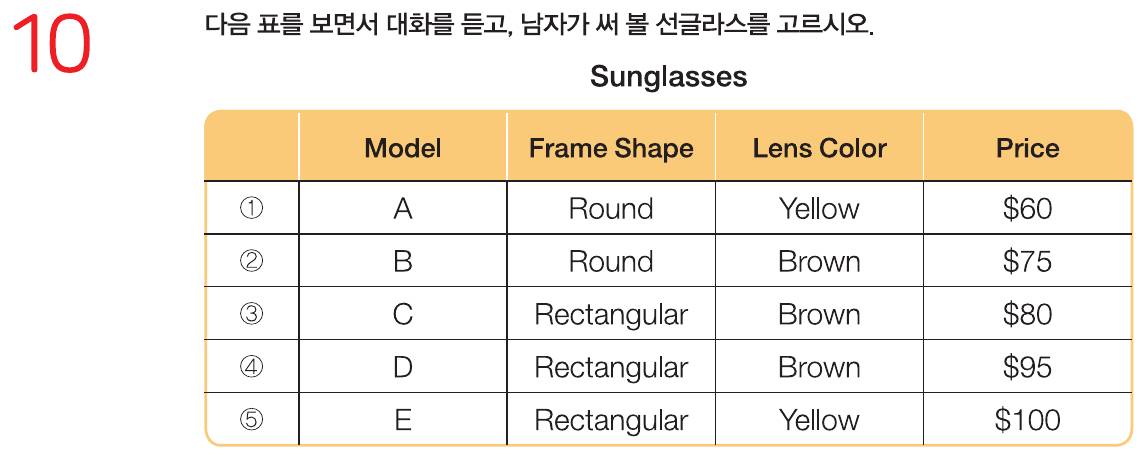 10
다음 표를 보면서 대화를 듣고, 남자가 써 볼 선글라스를 고르시오.
Sunglasses
Model Frame Shape Lens Color Price
① A Round Yellow $60
② B Round Brown $75
③ C Rectangular Brown $80
④ D Rectangular Brown $95
⑤ E Rectangular Yellow $100